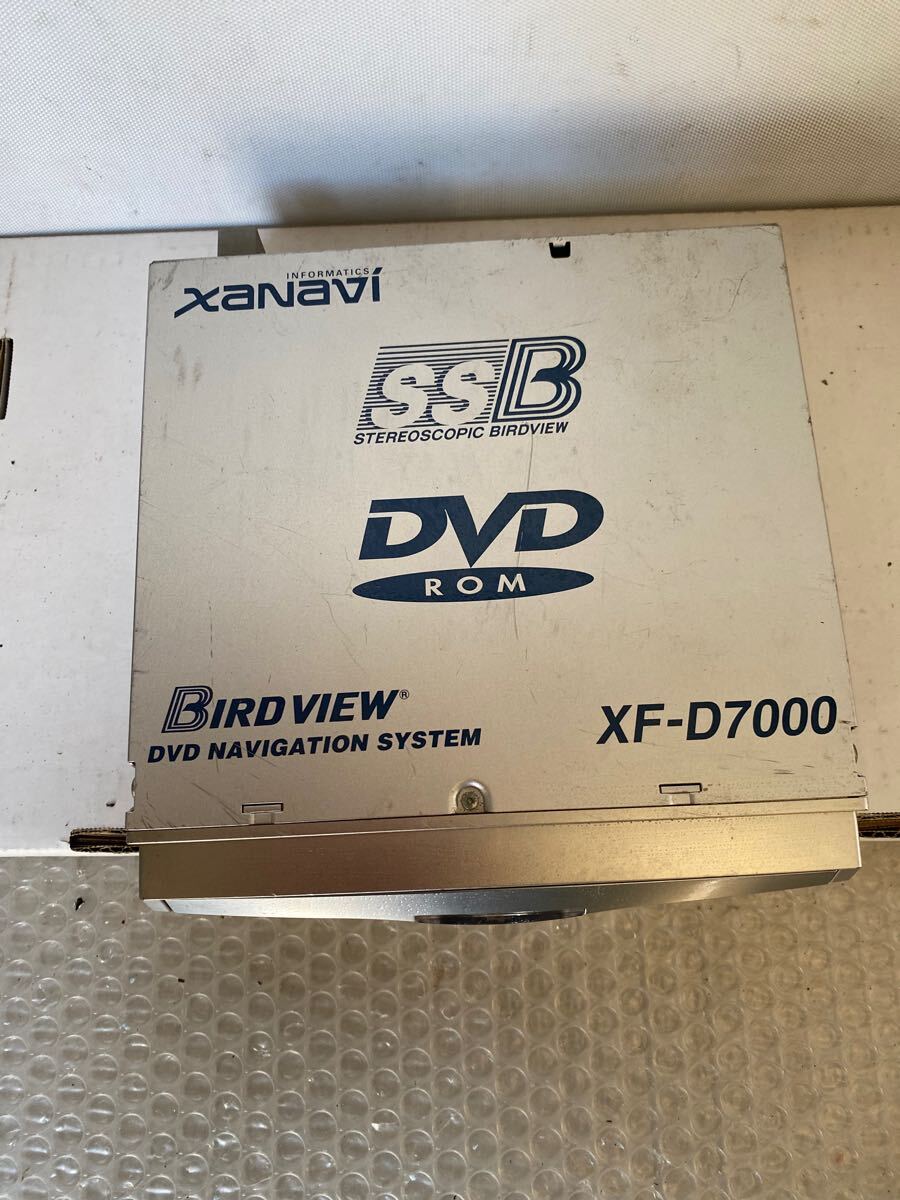 INFORMATICS
xanavi
SSB
STEREOSCOPIC BIRDVIEW
DVD
ROM
BIRDVIEW®
DVD NAVIGATION SYSTEM
XF-D7000